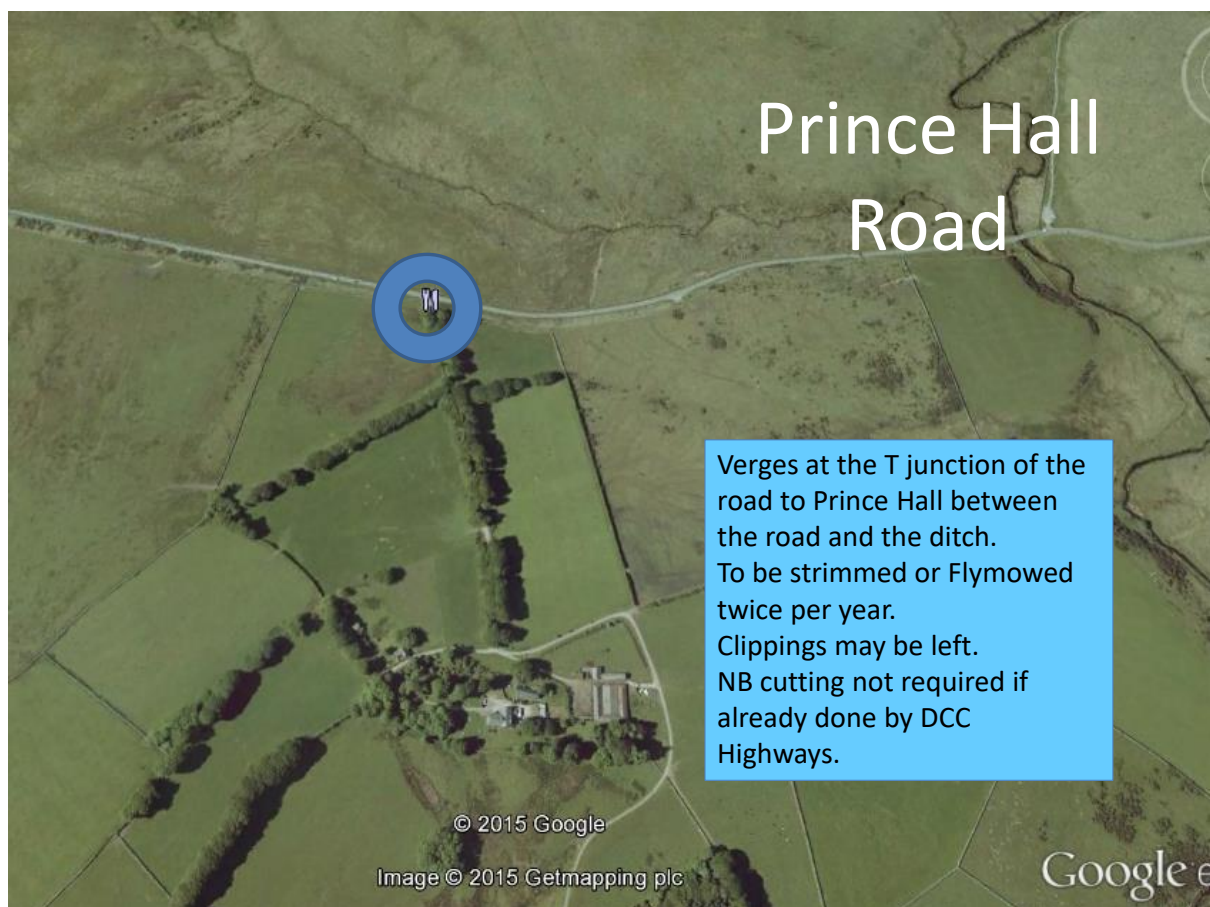 Prince Hall
Road
Verges at the T junction of the
road to Prince Hall between
the road and the ditch.
To be strimmed or Flymowed
twice per year.
Clippings may be left.
NB cutting not required if
already done by DCC
Highways.
© 2015 Google
Image © 2015 Getmapping plc
Google e